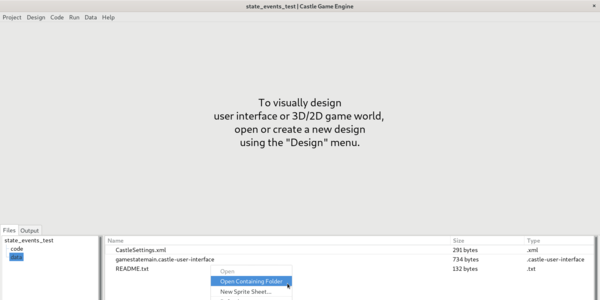 state_events_test | Castle Game Engine ×
Project Design Code Run Data Help
To visually design
user interface or 3D/2D game world,
open or create a new design
using the "Design" menu.
Files Output
state_events_test
code
data
Name Size Type
CastleSettings.xml 291 bytes .xml
gamestatemain.castle-user-interface 734 bytes .castle-user-interface
README.txt 132 bytes .txt
Open
Open Containing Folder
New Sprite Sheet...